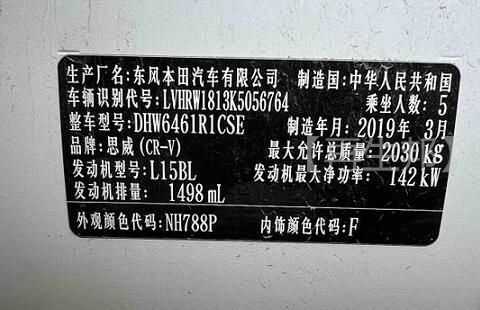 生产厂名:东风本田汽车有限公司 制造国:中华人民共和国
车辆识别代号:LVHRW1813K5056764 乘坐人数:5
整车型号:DHW6461R1CSE 制造年月:2019年 3月
品牌:思威(CR-V) 最大允许总质量:2030kg
发动机型号:L15BL 发动机最大净功率:142kW
发动机排量:1498mL
外观颜色代码:NH788P 内饰颜色代码:F